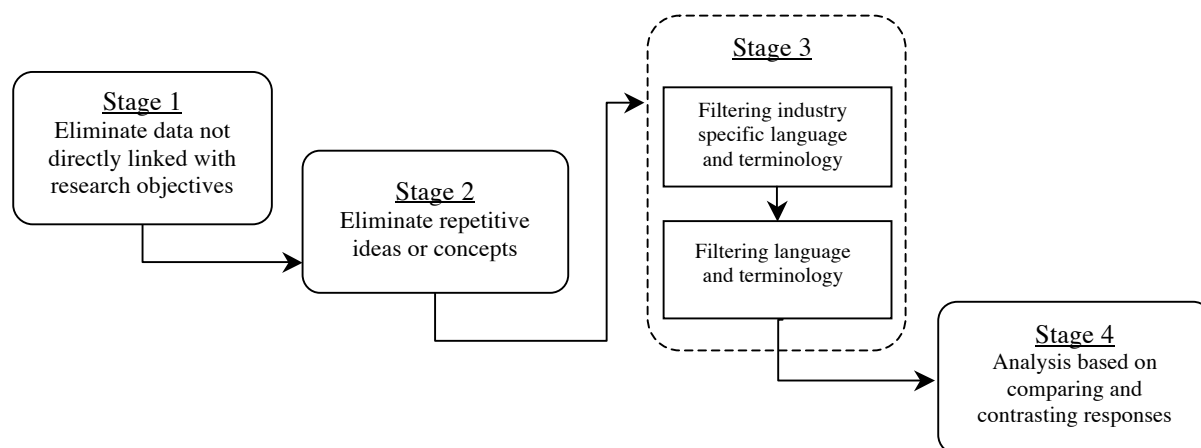 Stage 1
Eliminate data not
directly linked with
research objectives
Stage 2
Eliminate repetitive
ideas or concepts
Stage 3
Filtering industry
specific language
and terminology
Filtering language
and terminology
Stage 4
Analysis based on
comparing and
contrasting responses